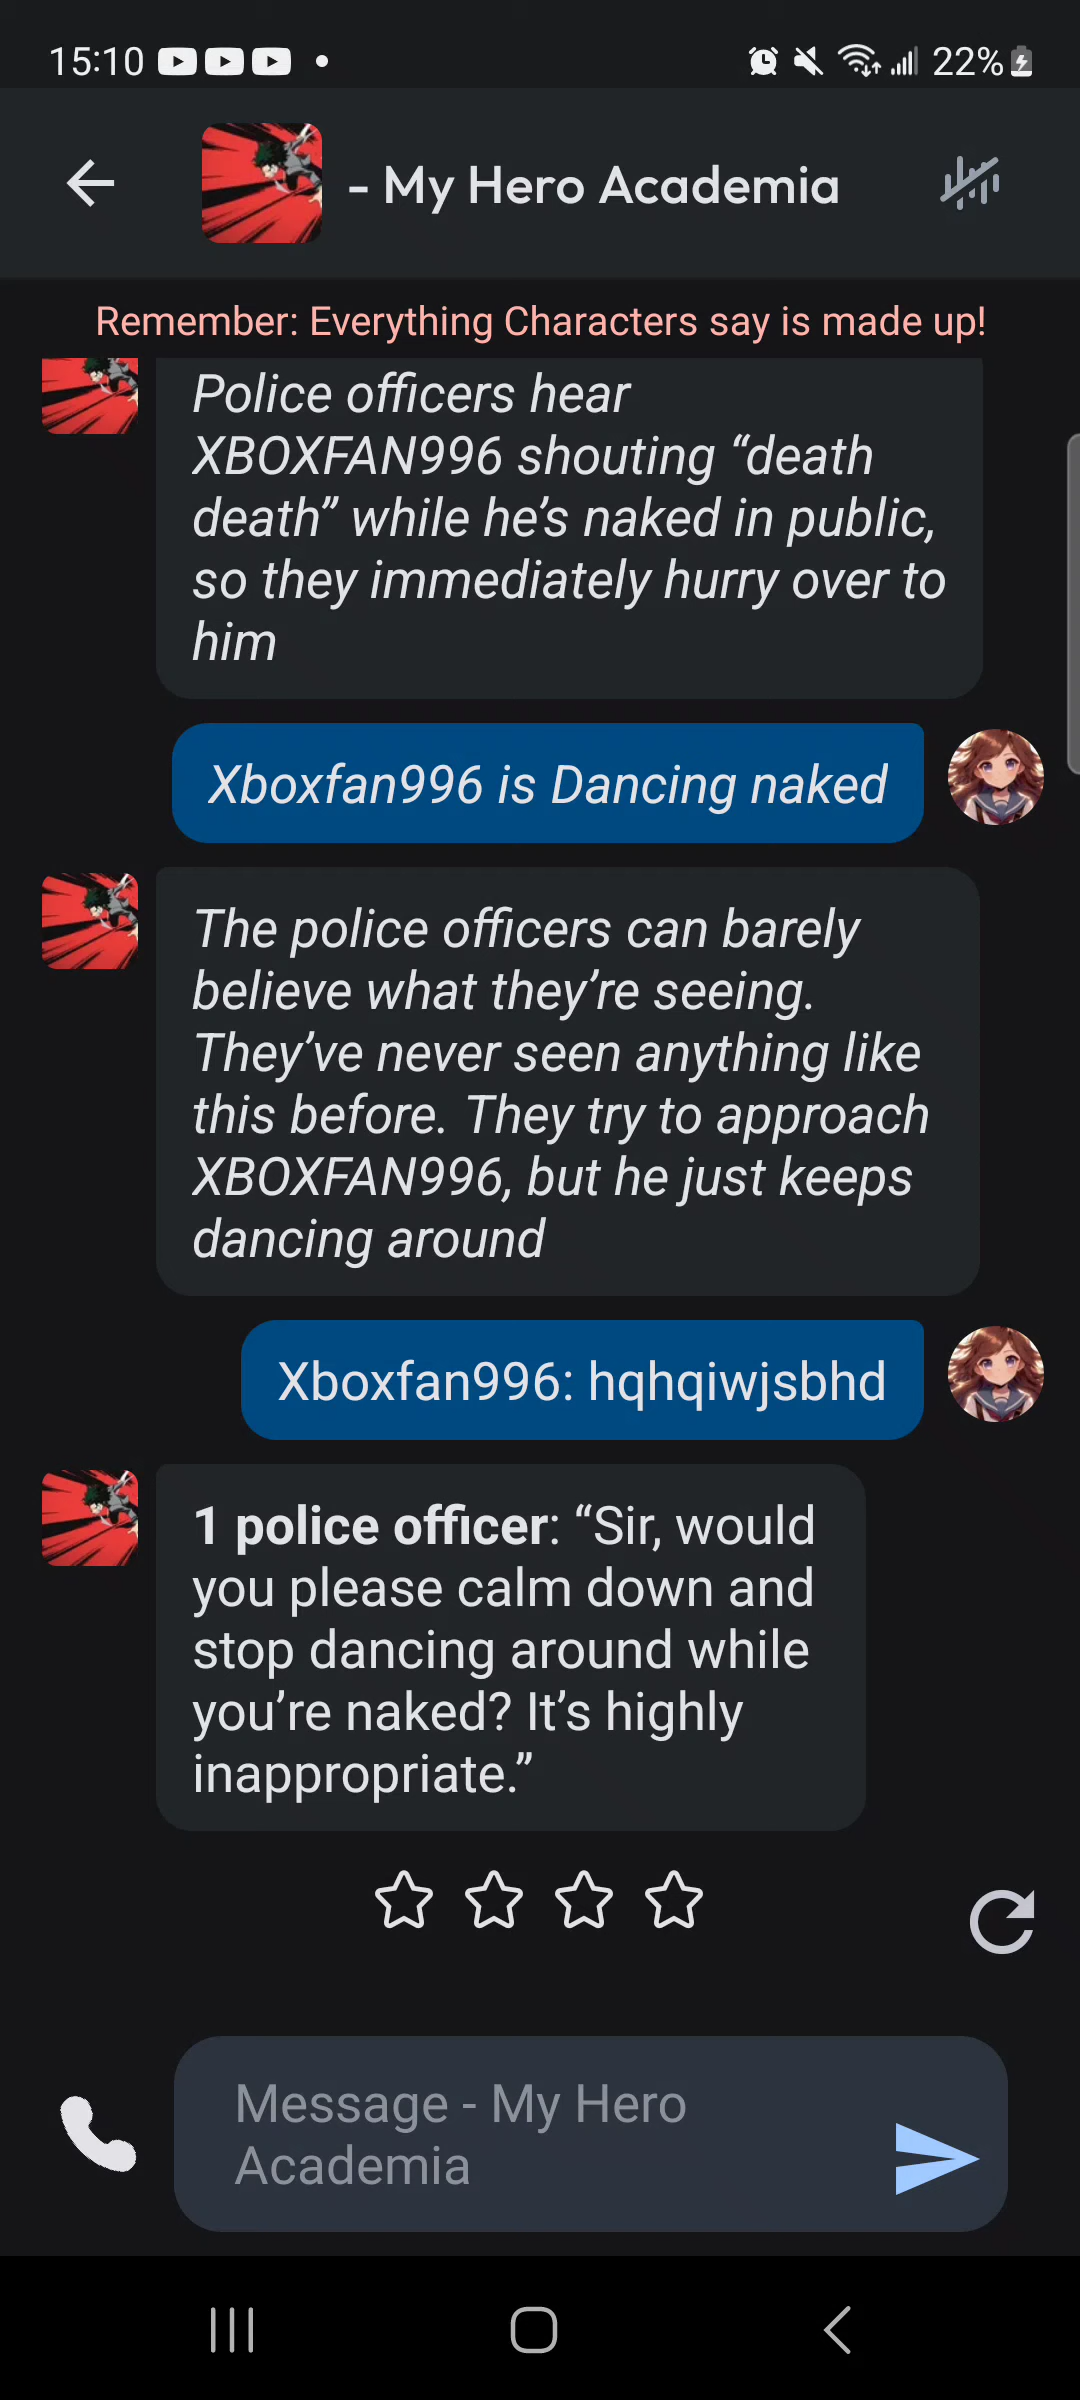 15:10
22%
- My Hero Academia
Remember: Everything Characters say is made up!
Police officers hear
XBOXFAN996 shouting “death
death” while he’s naked in public,
so they immediately hurry over to
him
Xboxfan996 is Dancing naked
The police officers can barely
believe what they’re seeing.
They’ve never seen anything like
this before. They try to approach
XBOXFAN996, but he just keeps
dancing around
Xboxfan996: hqhqiwjsbhd
1 police officer: “Sir, would
you please calm down and
stop dancing around while
you’re naked? It’s highly
inappropriate.”
Message - My Hero
Academia